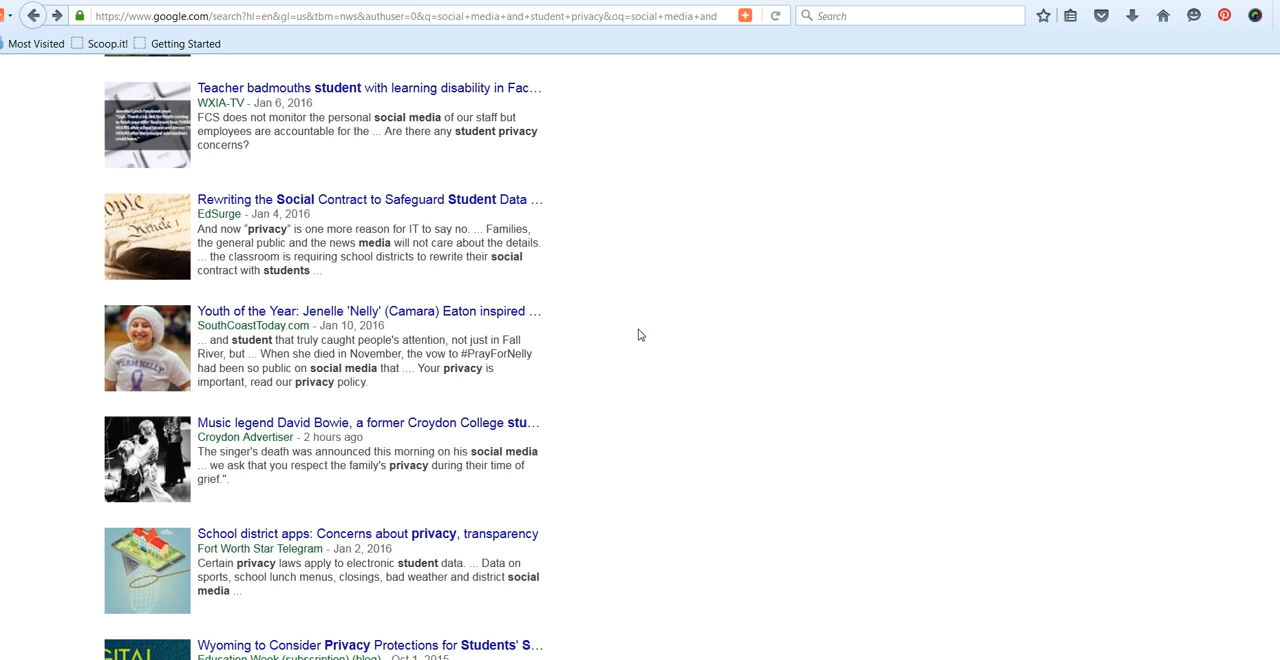 https://www.google.com/search?hl=en&gl=us&tbm=nws&authuser=0&q=social+media+and+student+privacy&oq=social+media+and
Search
Most Visited
Scoop.it!
Getting Started
Teacher badmouths student with learning disability in Fac...
WXIA-TV - Jan 6, 2016
FCS does not monitor the personal social media of our staff but
employees are accountable for the ... Are there any student privacy
concerns?
Rewriting the Social Contract to Safeguard Student Data ...
EdSurge - Jan 4, 2016
And now "privacy" is one more reason for IT to say no. ... Families,
the general public and the news media will not care about the details.
... the classroom is requiring school districts to rewrite their social
contract with students ...
Youth of the Year: Jenelle 'Nelly' (Camara) Eaton inspired ...
SouthCoastToday.com - Jan 10, 2016
... and student that truly caught people's attention, not just in Fall
River, but ... When she died in November, the vow to #PrayForNelly
had been so public on social media that .... Your privacy is
important, read our privacy policy.
TEAM NELLY
Music legend David Bowie, a former Croydon College stu...
Croydon Advertiser - 2 hours ago
The singer's death was announced this morning on his social media
... we ask that you respect the family's privacy during their time of
grief.".
School district apps: Concerns about privacy, transparency
Fort Worth Star Telegram - Jan 2, 2016
Certain privacy laws apply to electronic student data. ... Data on
sports, school lunch menus, closings, bad weather and district social
media ...
Wyoming to Consider Privacy Protections for Students' S...
Education Week (subscription) (blog) - Oct 1, 2015